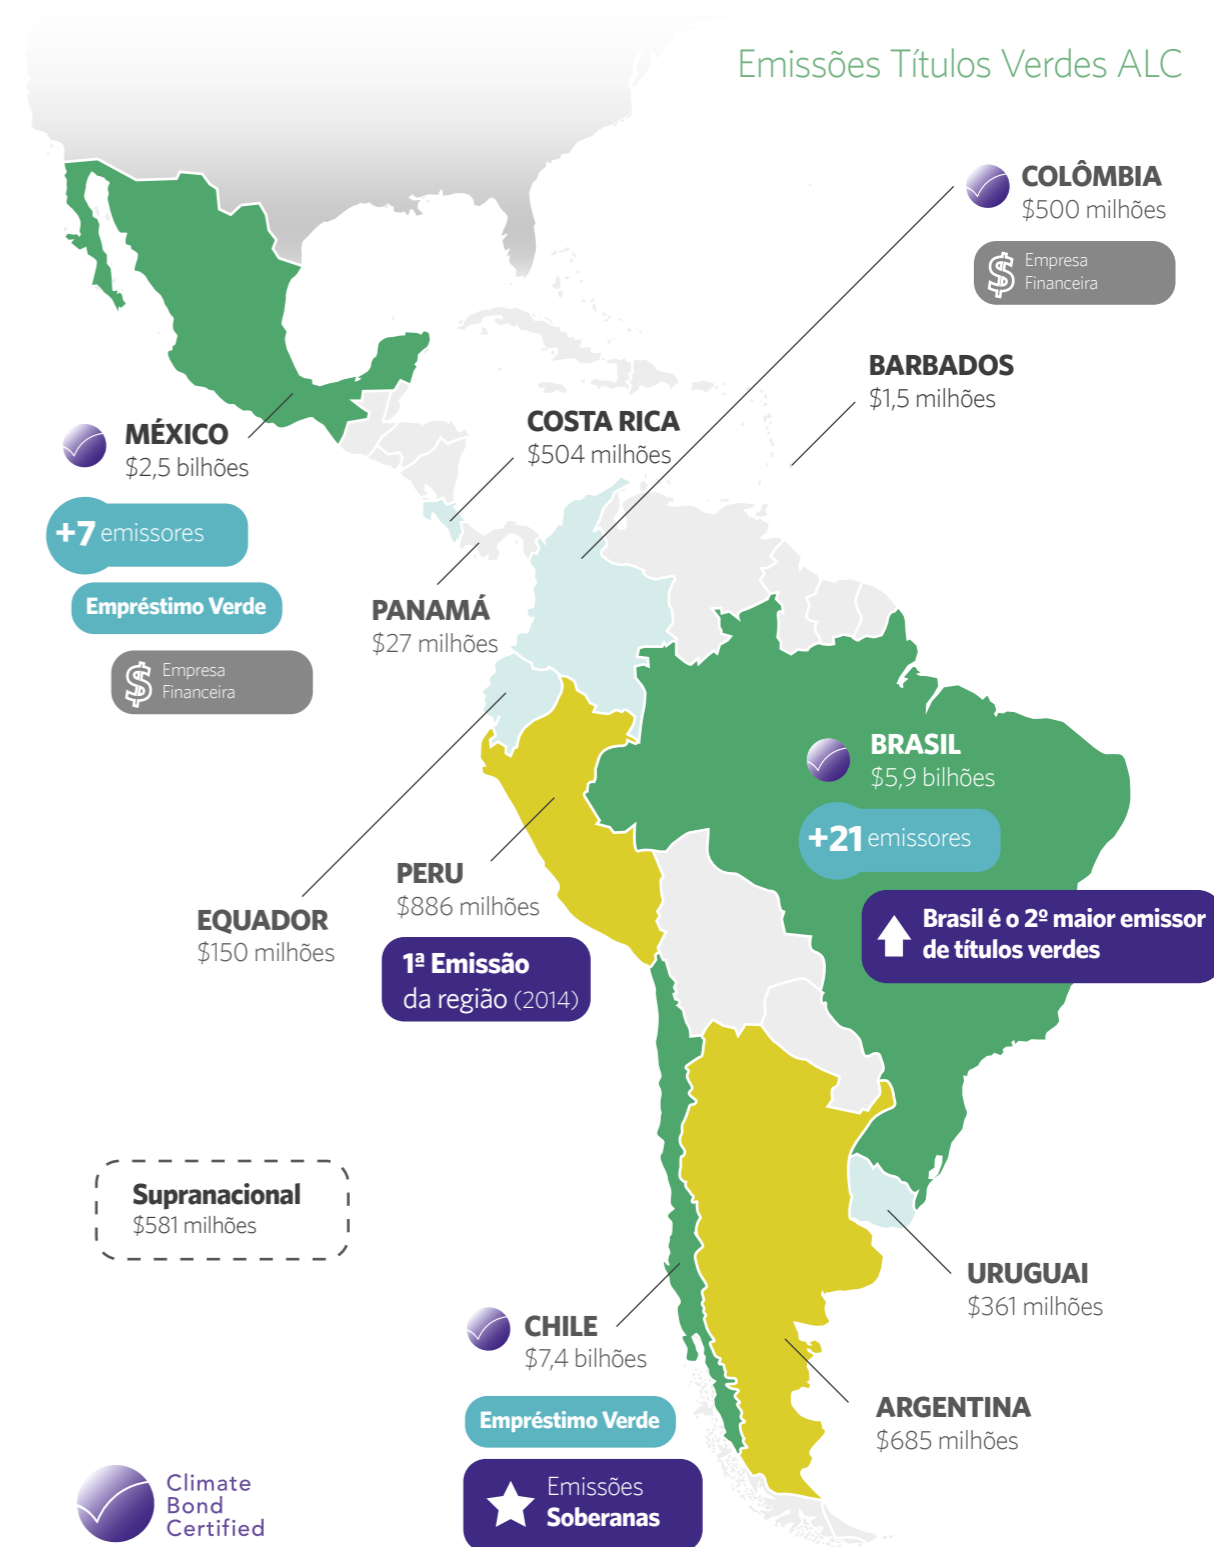 Emissões Títulos Verdes ALC
COLÔMBIA
$500 milhões
$ Empresa
Financeira
BARBADOS
$1,5 milhões
COSTA RICA
$504 milhões
MÉXICO
$2,5 bilhões
+7 emissores
Empréstimo Verde
$ Empresa
Financeira
PANAMÁ
$27 milhões
BRASIL
$5,9 bilhões
+21 emissores
Brasil é o 2º maior emissor
de títulos verdes
PERU
$886 milhões
1ª Emissão
da região (2014)
EQUADOR
$150 milhões
Supranacional
$581 milhões
URUGUAI
$361 milhões
CHILE
$7,4 bilhões
Empréstimo Verde
Emissões
Soberanas
ARGENTINA
$685 milhões
Climate
Bond
Certified